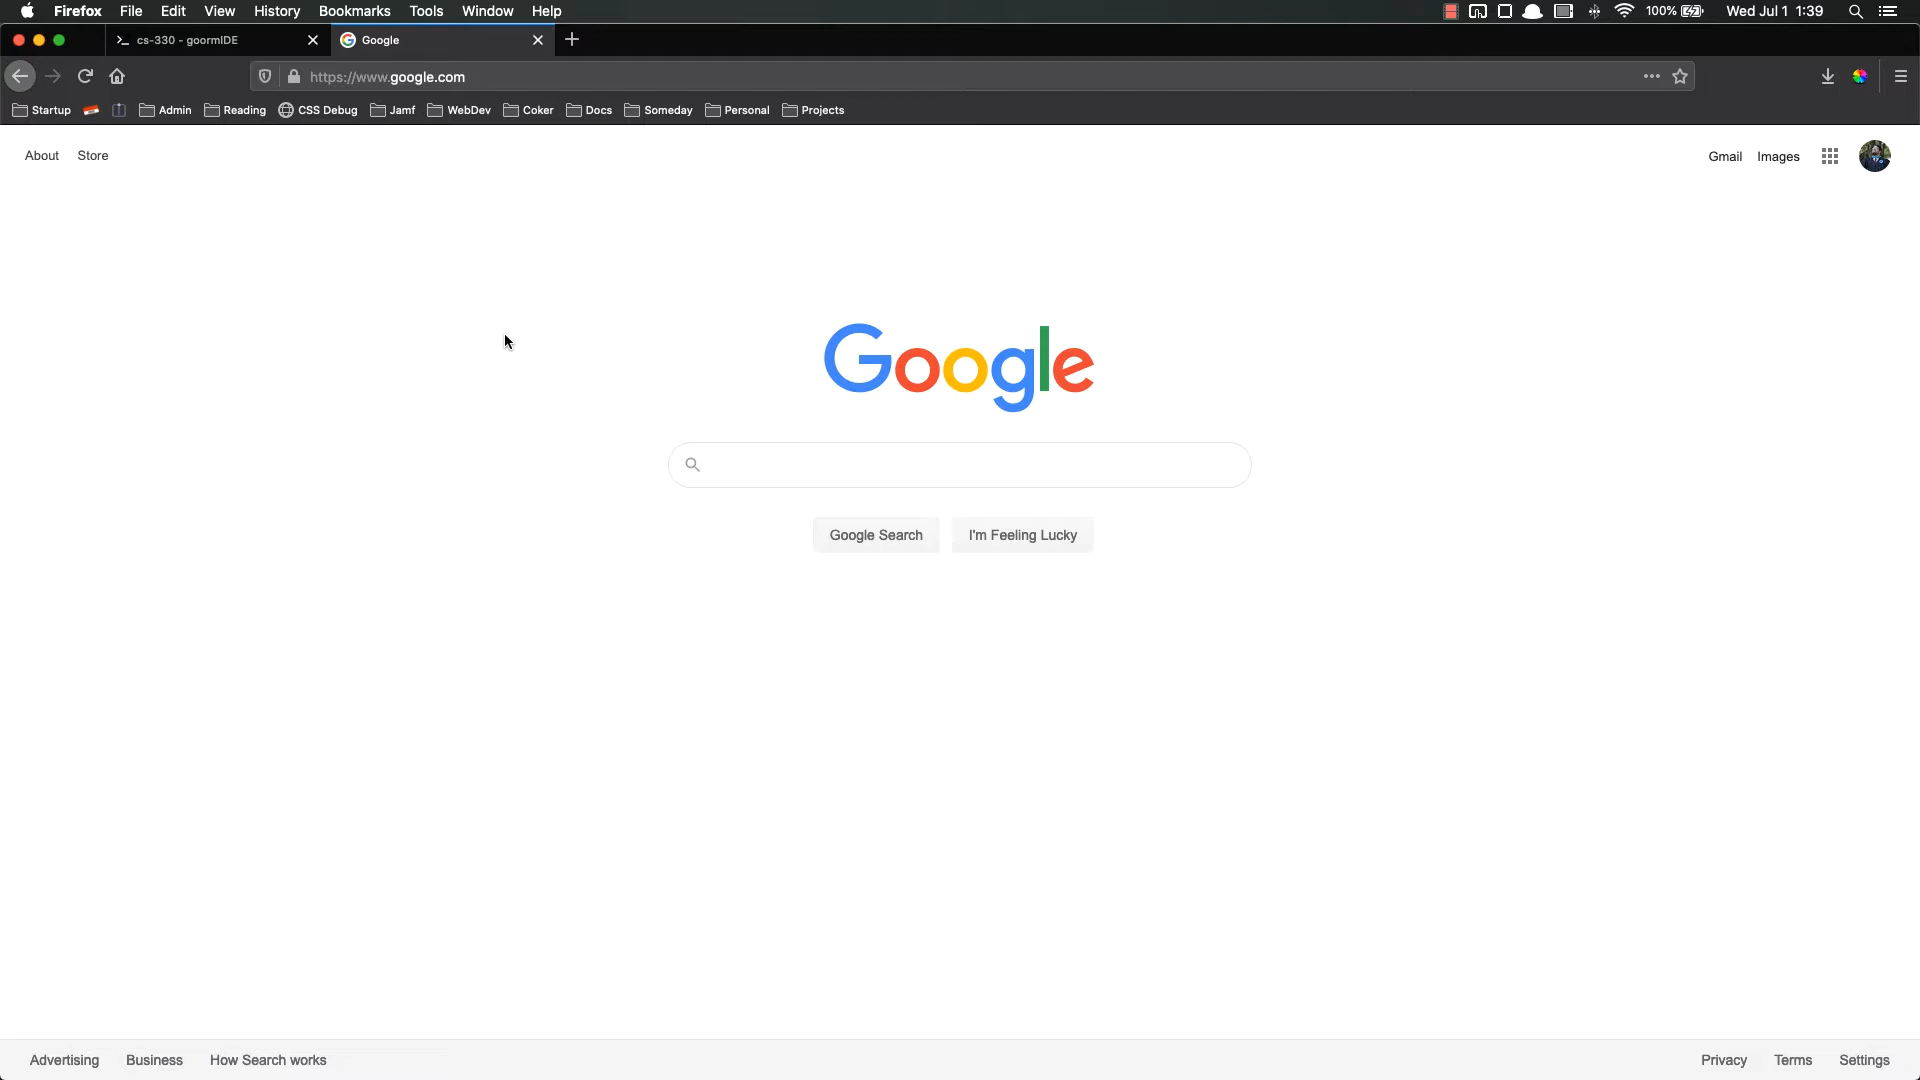 Firefox File Edit View History Bookmarks Tools Window Help 100% Wed Jul 1 1:39
cs-330 - goormIDE Google
https://www.google.com
Startup Admin Reading CSS Debug Jamf WebDev Coker Docs Someday Personal Projects
About Store Gmail Images
Google
Google Search I'm Feeling Lucky
Advertising Business How Search works Privacy Terms Settings